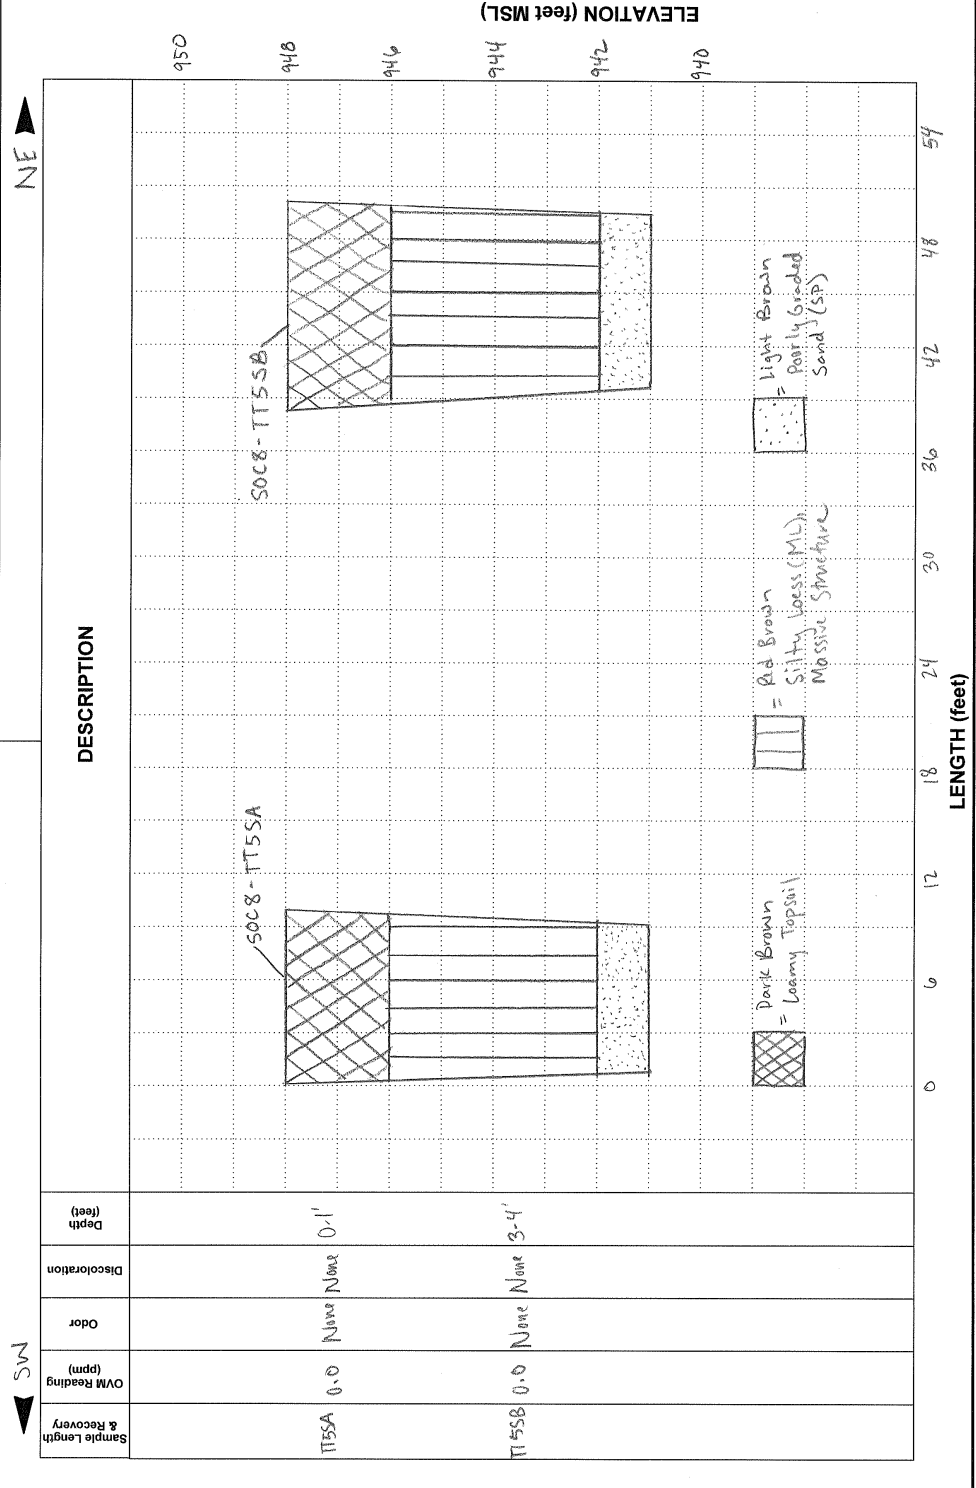 SW
NE
Sample Length
& Recovery
OVM Reading
(ppm)
Odor
Discoloration
Depth
(feet)
DESCRIPTION
TT5SA 0.0 None None 0-1'
TT5SB 0.0 None None 3-4'
SOC8-TT5SA
SOC8-TT5SB
950
948
946
944
942
940
ELEVATION (feet MSL)
= Dark Brown
Loamy Topsoil
= Red Brown
Silty Loess (ML),
Massive Structure
= Light Brown
Poorly Graded
Sand (SP)
0 6 12 18 24 30 36 42 48 54
LENGTH (feet)